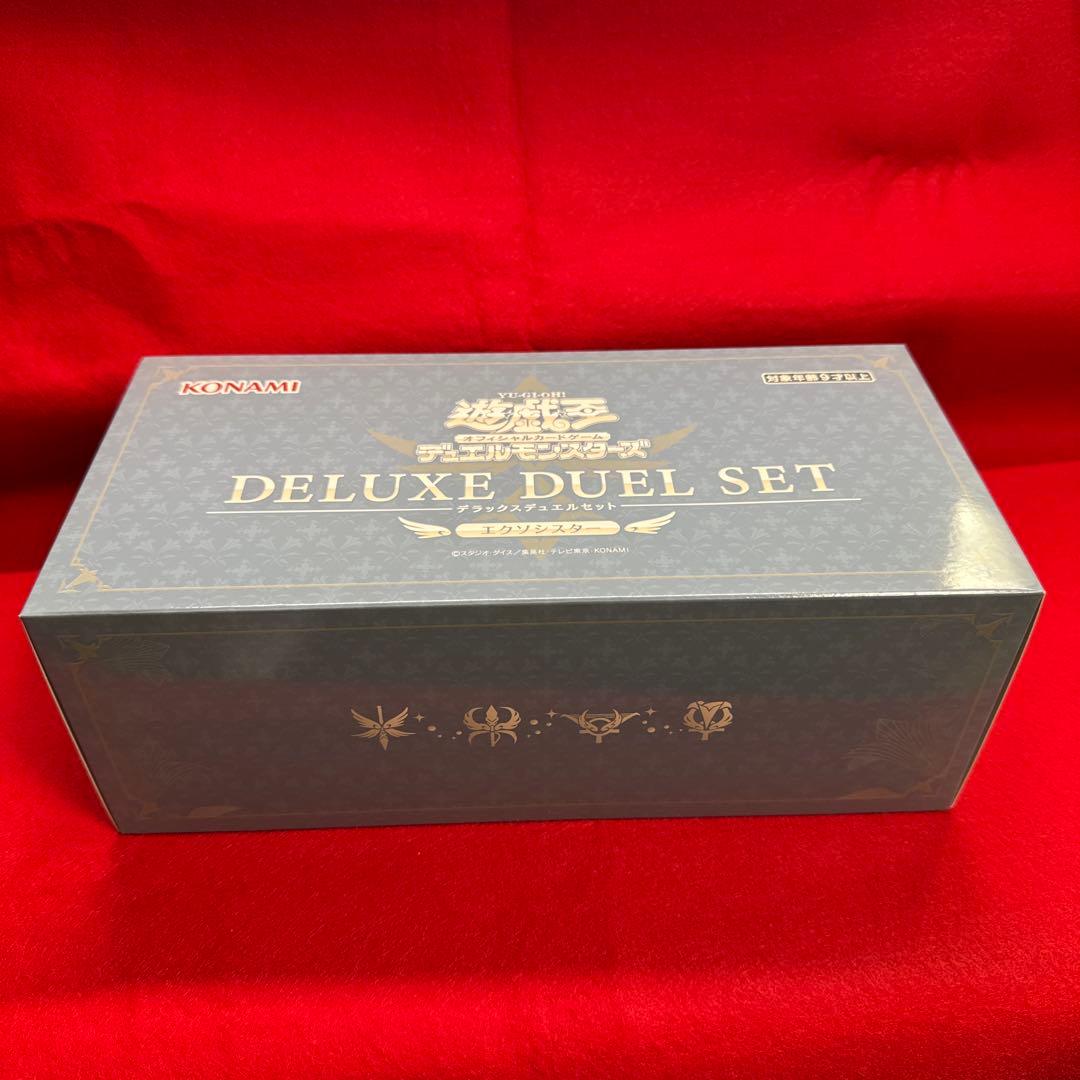 KONAMI
対象年齢9才以上
YU-GI-OH!
遊戯王
オフィシャルカードゲーム
デュエルモンスターズ
DELUXE DUEL SET
デラックスデュエルセット
エクソシスター
©スタジオ・ダイス／集英社・テレビ東京・KONAMI